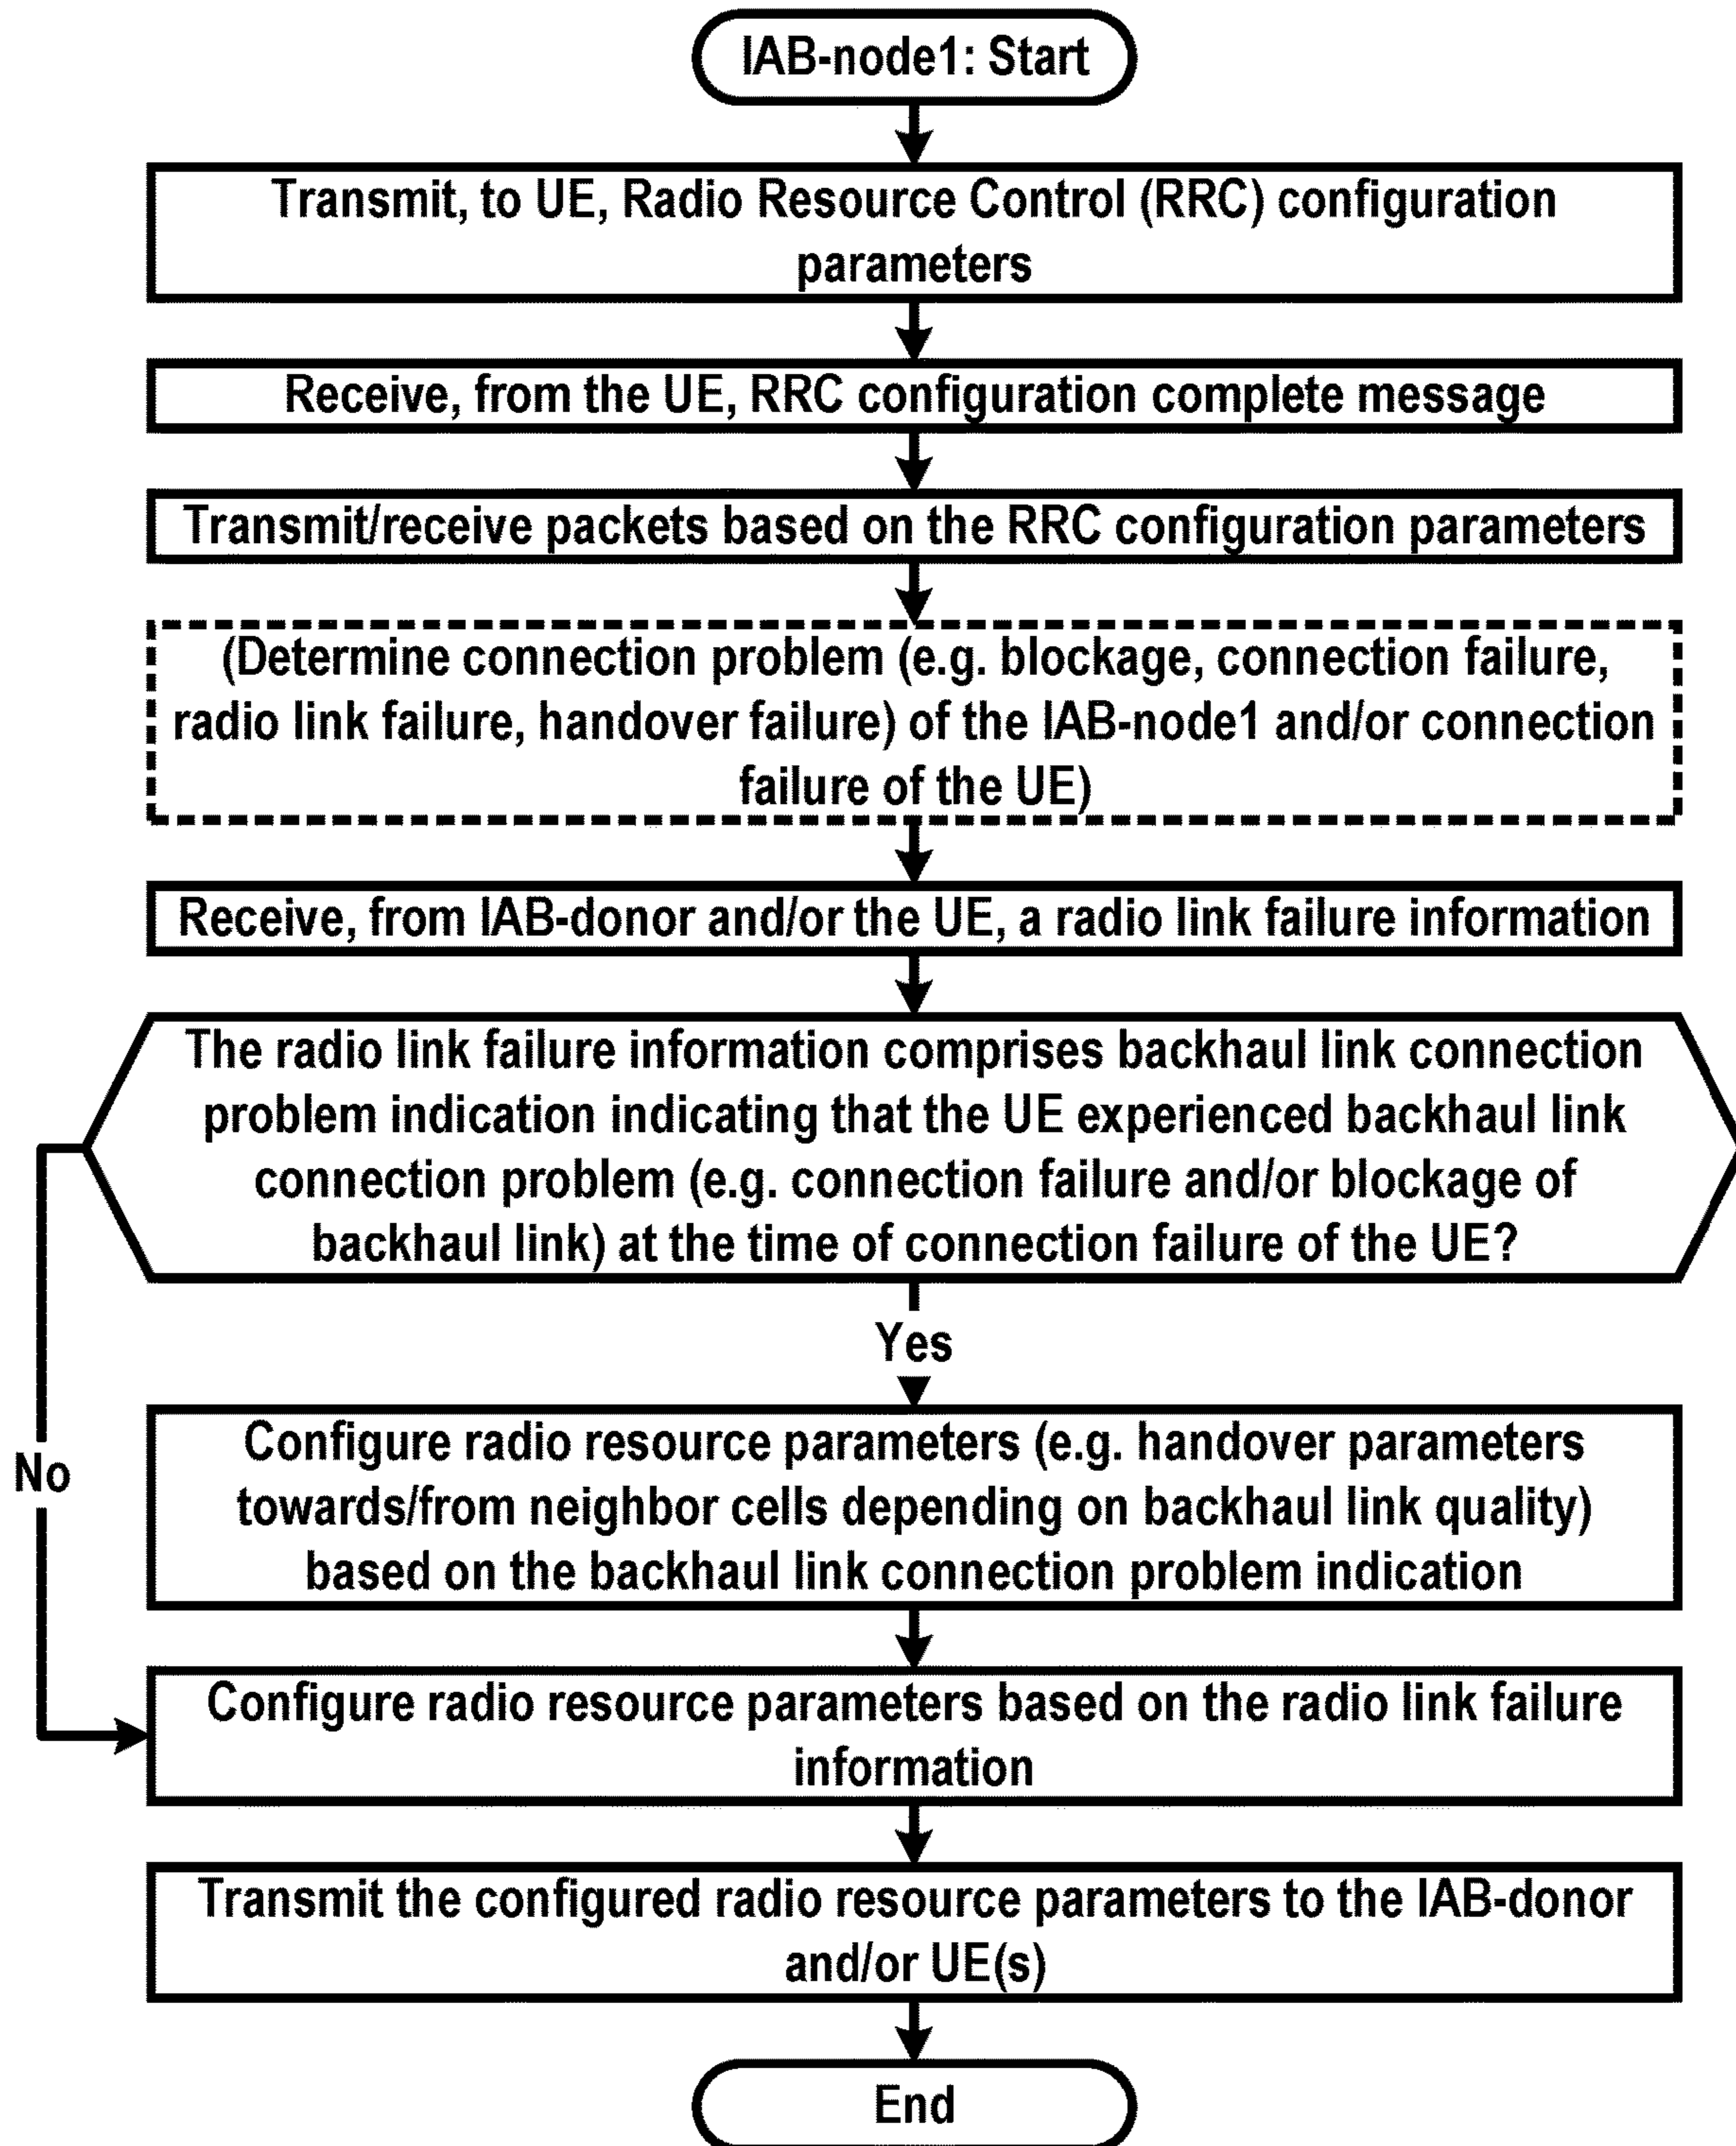 IAB-node1: Start
Transmit, to UE, Radio Resource Control (RRC) configuration
parameters
Receive, from the UE, RRC configuration complete message
Transmit/receive packets based on the RRC configuration parameters
(Determine connection problem (e.g. blockage, connection failure,
radio link failure, handover failure) of the IAB-node1 and/or connection
failure of the UE)
Receive, from IAB-donor and/or the UE, a radio link failure information
The radio link failure information comprises backhaul link connection
problem indication indicating that the UE experienced backhaul link
connection problem (e.g. connection failure and/or blockage of
backhaul link) at the time of connection failure of the UE?
Yes
Configure radio resource parameters (e.g. handover parameters
towards/from neighbor cells depending on backhaul link quality)
based on the backhaul link connection problem indication
No
Configure radio resource parameters based on the radio link failure
information
Transmit the configured radio resource parameters to the IAB-donor
and/or UE(s)
End